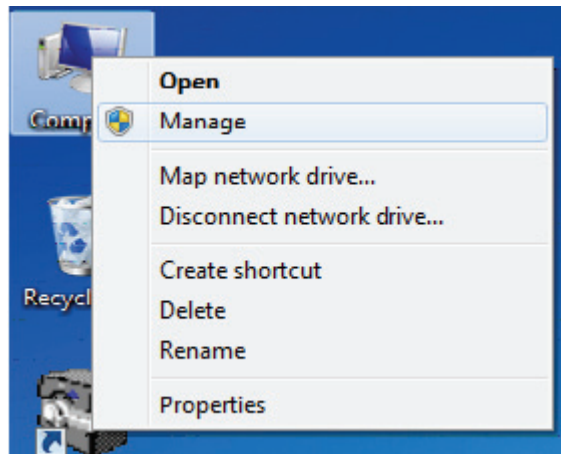 Open
Manage
Map network drive...
Disconnect network drive...
Create shortcut
Delete
Rename
Properties